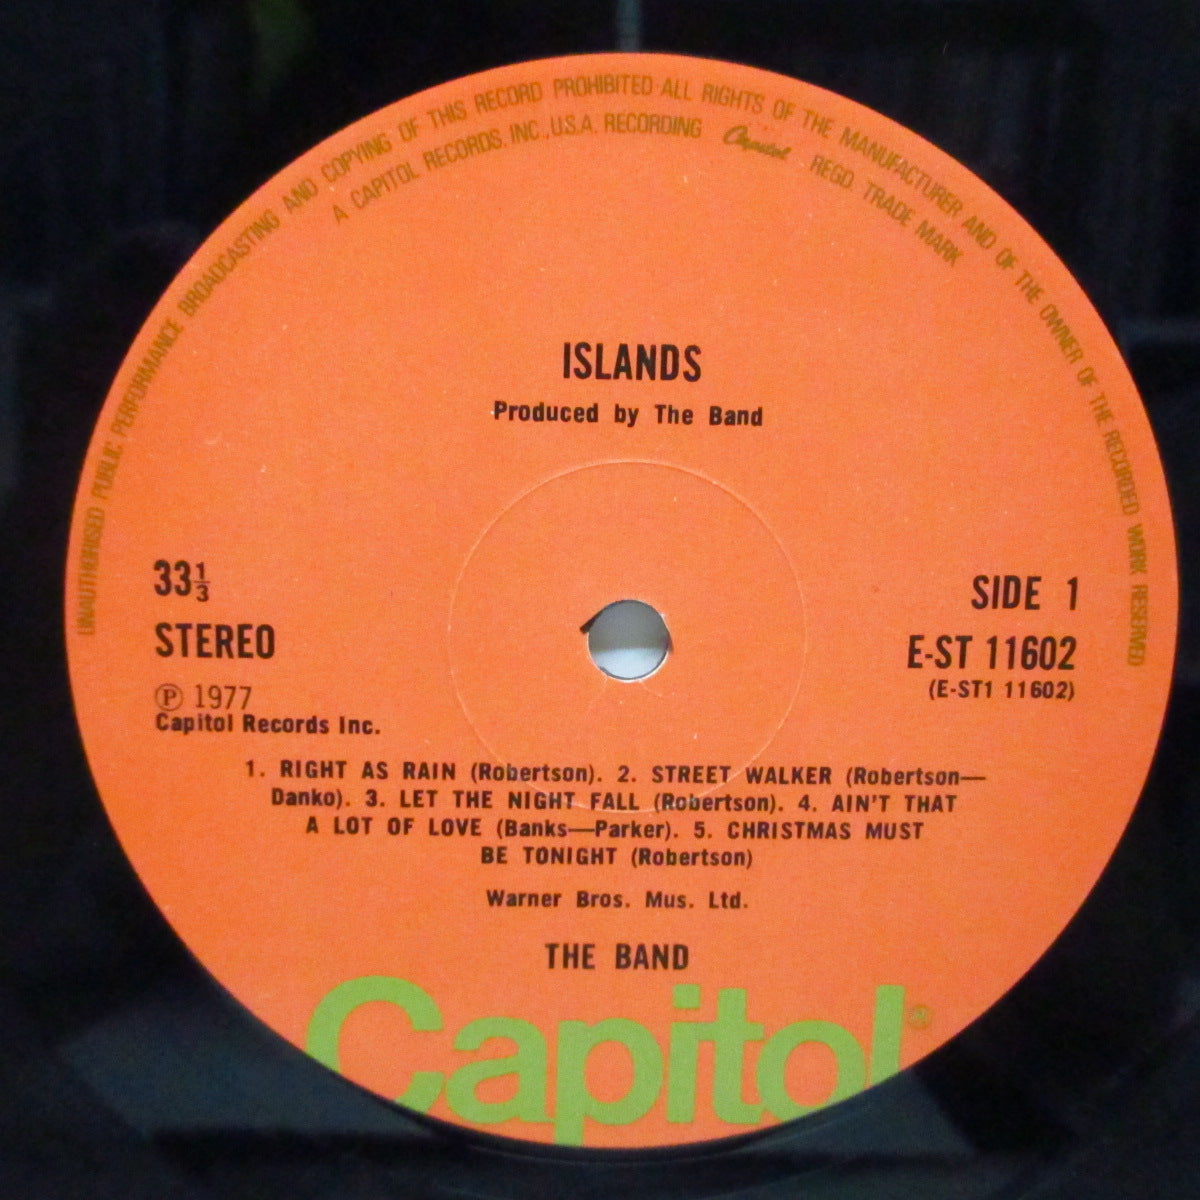 UNAUTHORISED PUBLIC PERFORMANCE BROADCASTING AND COPYING OF THIS RECORD PROHIBITED·ALL RIGHTS OF THE MANUFACTURER AND OF THE OWNER OF THE RECORDED WORK RESERVED
A CAPITOL RECORDS, INC., U.S.A. RECORDING Capitol REGD. TRADE MARK
ISLANDS
Produced by The Band
33⅓
STEREO
℗ 1977
Capitol Records Inc.
SIDE 1
E-ST 11602
(E-ST1 11602)
1. RIGHT AS RAIN (Robertson). 2. STREET WALKER (Robertson—
Danko). 3. LET THE NIGHT FALL (Robertson). 4. AIN'T THAT
A LOT OF LOVE (Banks—Parker). 5. CHRISTMAS MUST
BE TONIGHT (Robertson)
Warner Bros. Mus. Ltd.
THE BAND
Capitol®